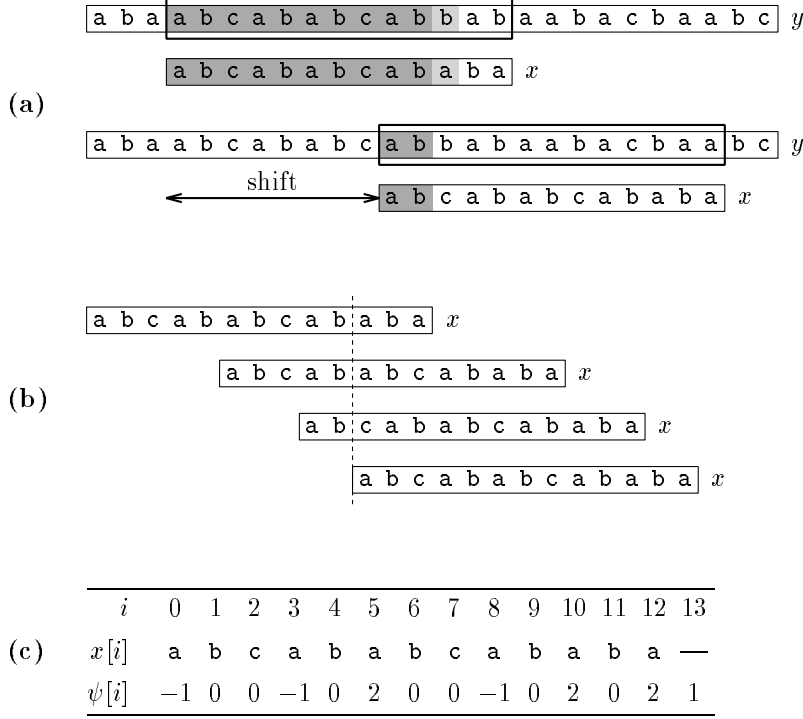 a b a a b c a b a b c a b b a b a a b a c b a a b c y
a b c a b a b c a b a b a x
(a)
a b a a b c a b a b c a b b a b a a b a c b a a b c y
shift
a b c a b a b c a b a b a x
a b c a b a b c a b a b a x
a b c a b a b c a b a b a x
(b)
a b c a b a b c a b a b a x
a b c a b a b c a b a b a x
i 0 1 2 3 4 5 6 7 8 9 10 11 12 13
(c) x[i] a b c a b a b c a b a b a —
ψ[i] −1 0 0 −1 0 2 0 0 −1 0 2 0 2 1